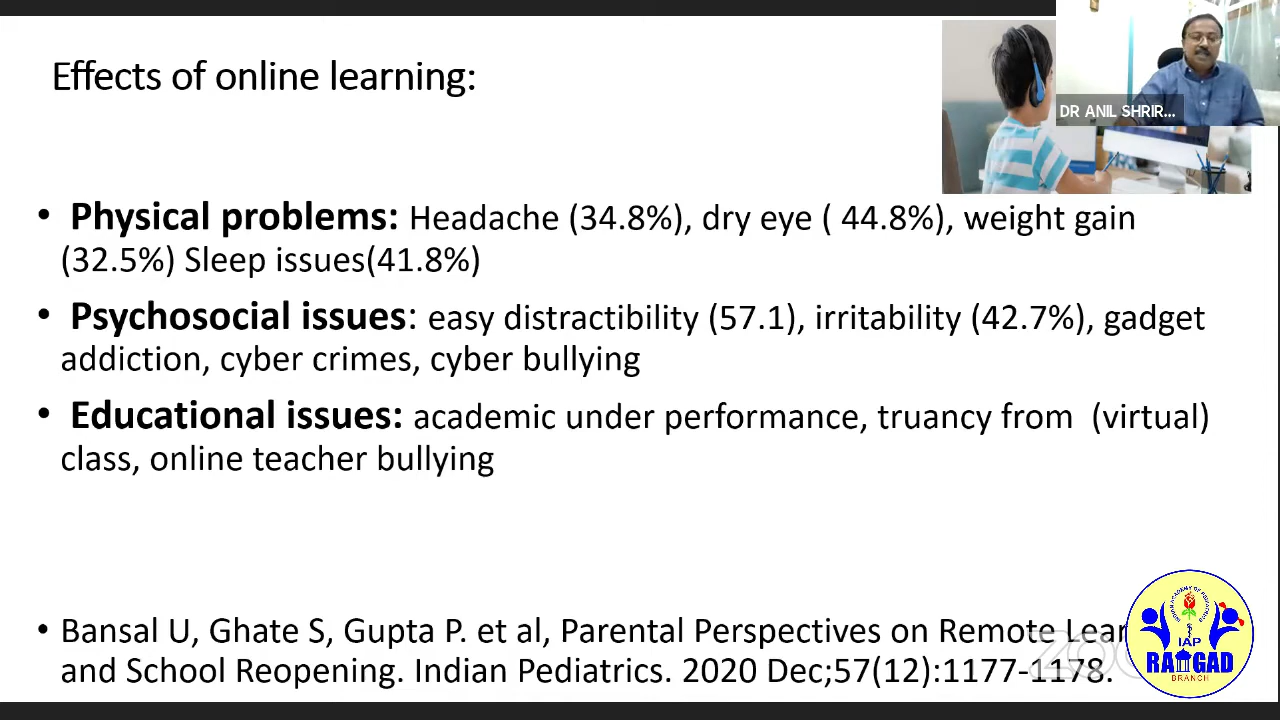 Effects of online learning:
DR ANIL SHRIR...
• Physical problems: Headache (34.8%), dry eye ( 44.8%), weight gain
(32.5%) Sleep issues(41.8%)
• Psychosocial issues: easy distractibility (57.1), irritability (42.7%), gadget
addiction, cyber crimes, cyber bullying
• Educational issues: academic under performance, truancy from (virtual)
class, online teacher bullying
• Bansal U, Ghate S, Gupta P. et al, Parental Perspectives on Remote Lear
and School Reopening. Indian Pediatrics. 2020 Dec;57(12):1177-1178.
IAP
BRANCH